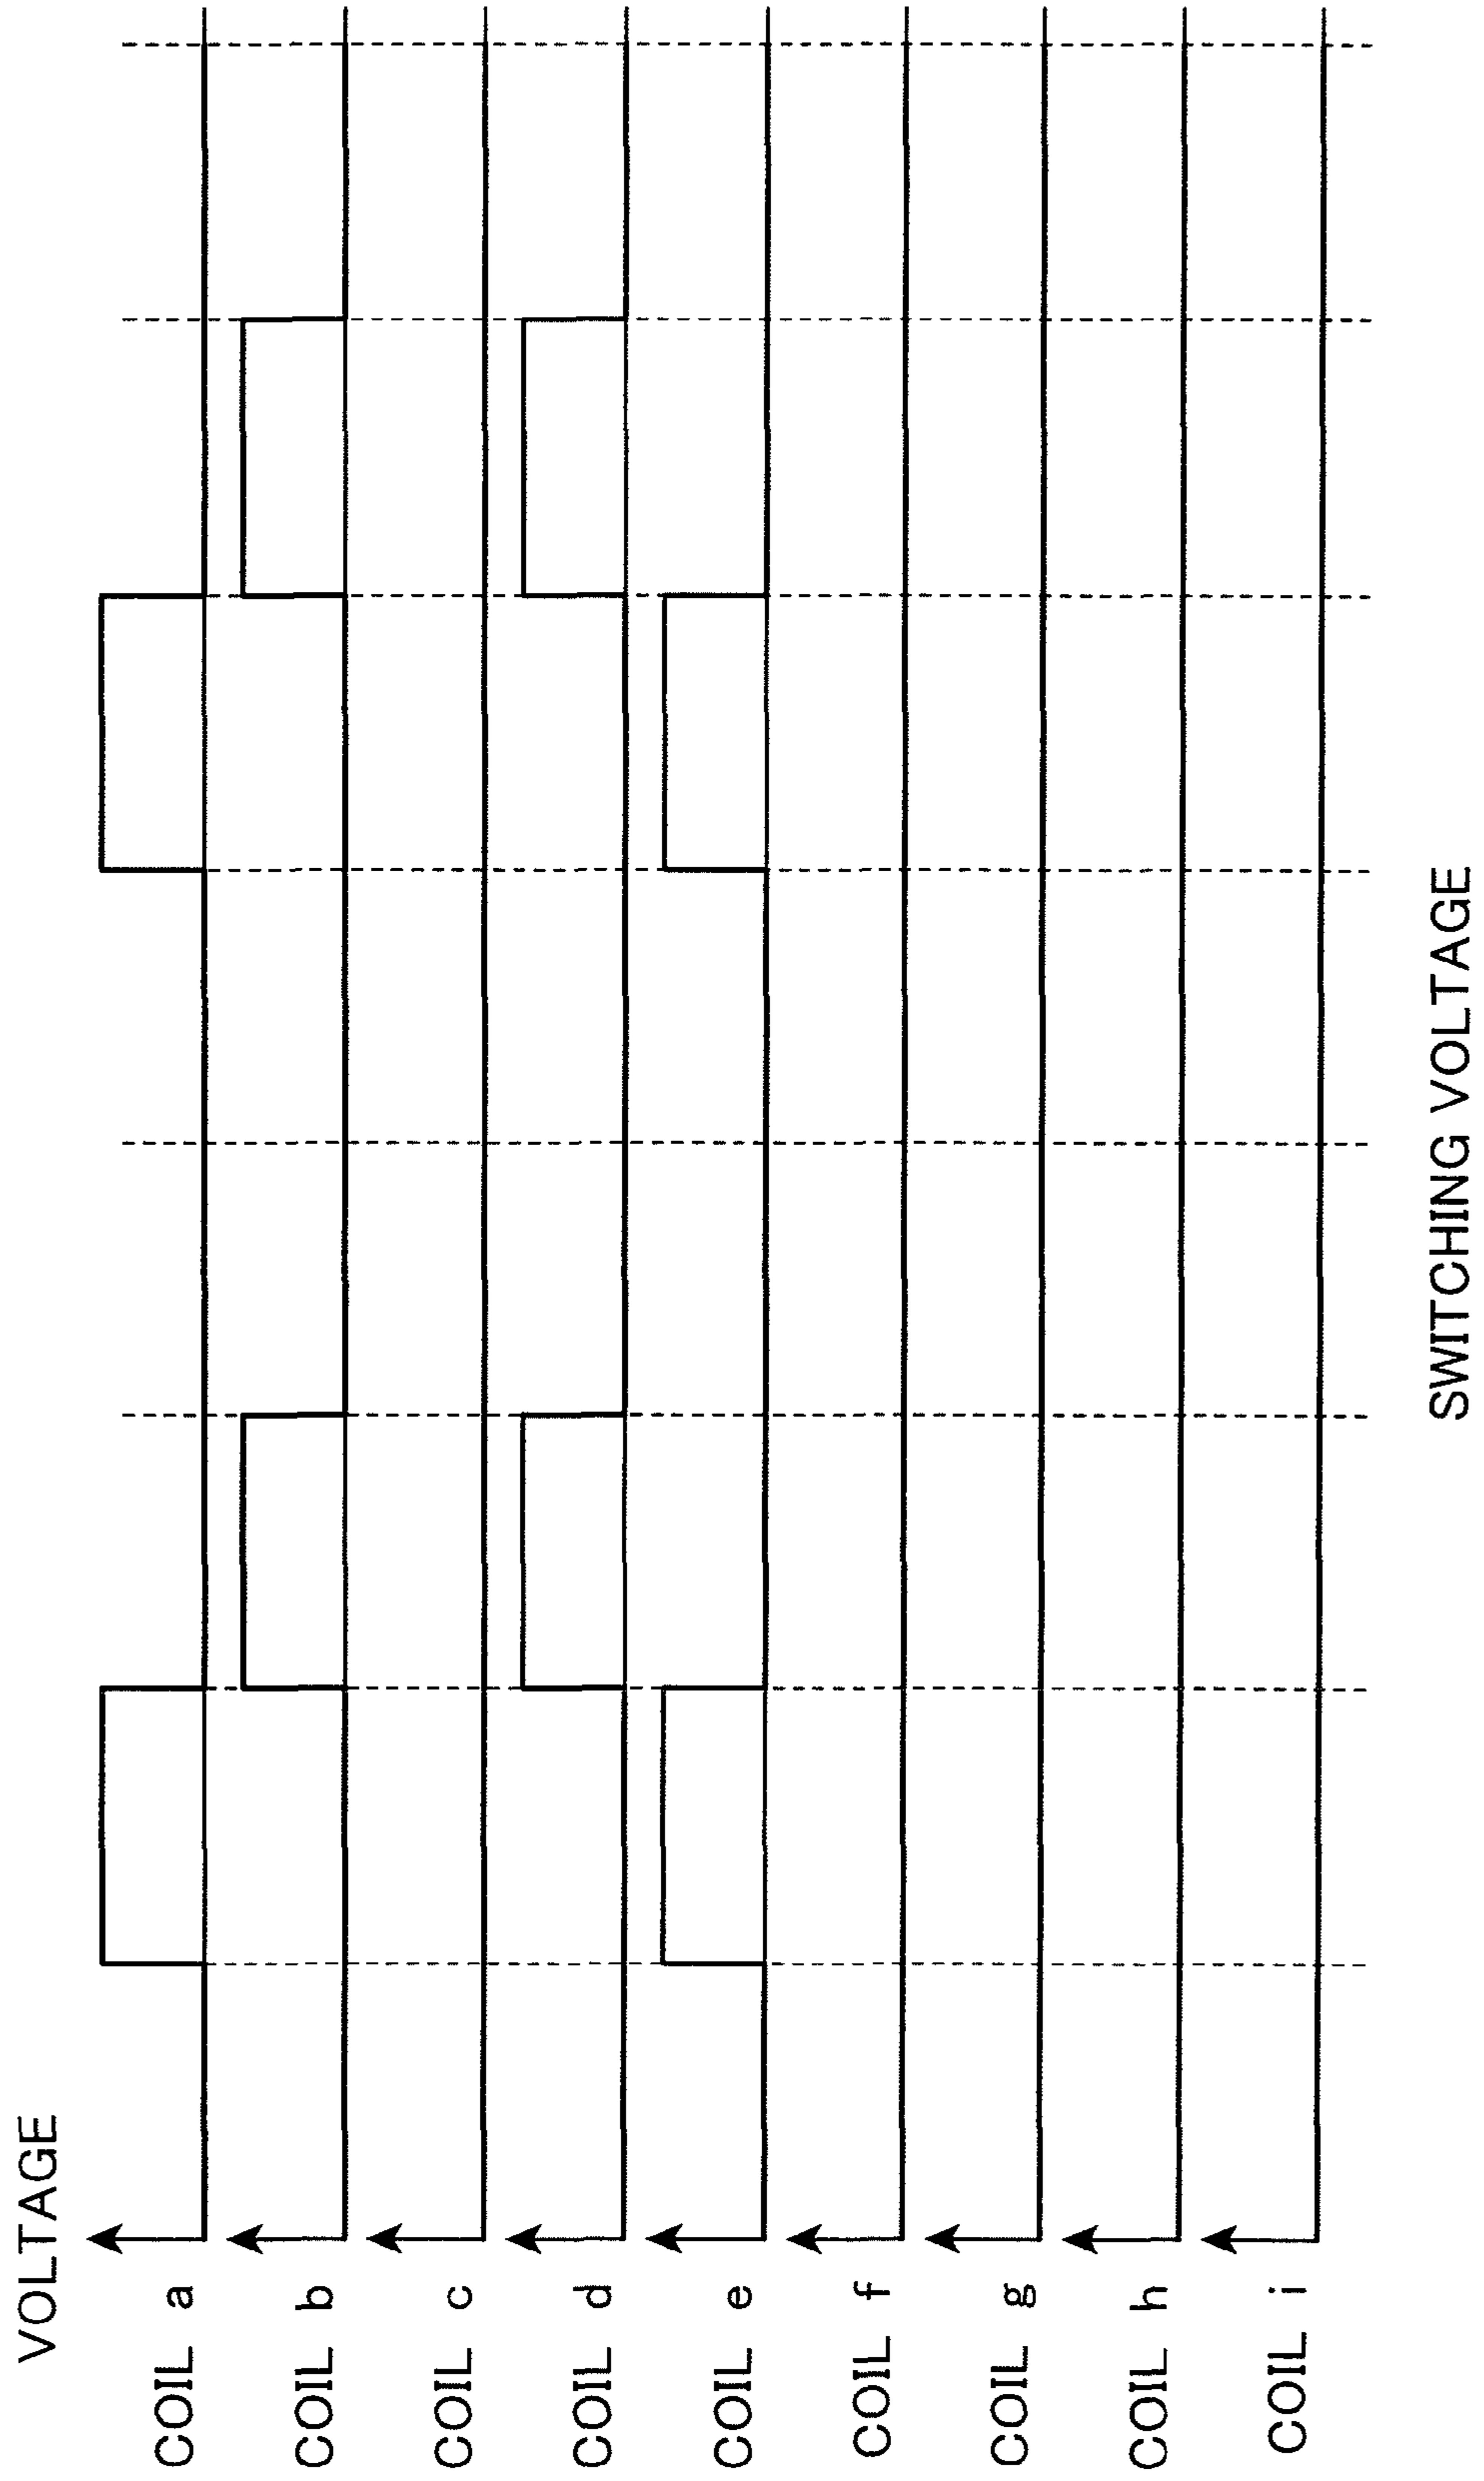 VOLTAGE
COIL a
COIL b
COIL c
COIL d
COIL e
COIL f
COIL g
COIL h
COIL i
SWITCHING VOLTAGE